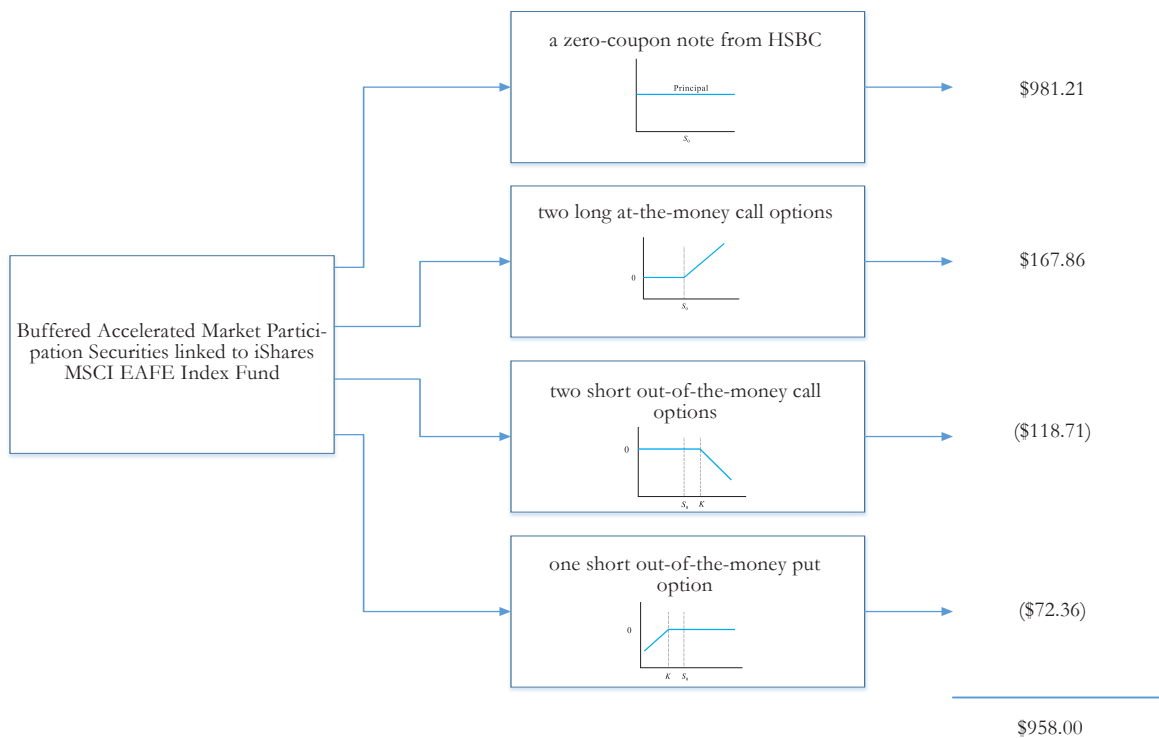 Buffered Accelerated Market Partici-
pation Securities linked to iShares
MSCI EAFE Index Fund
a zero-coupon note from HSBC
Principal
S₀
$981.21
two long at-the-money call options
0
S₀
$167.86
two short out-of-the-money call
options
0
S₀ K
($118.71)
one short out-of-the-money put
option
0
K S₀
($72.36)
$958.00